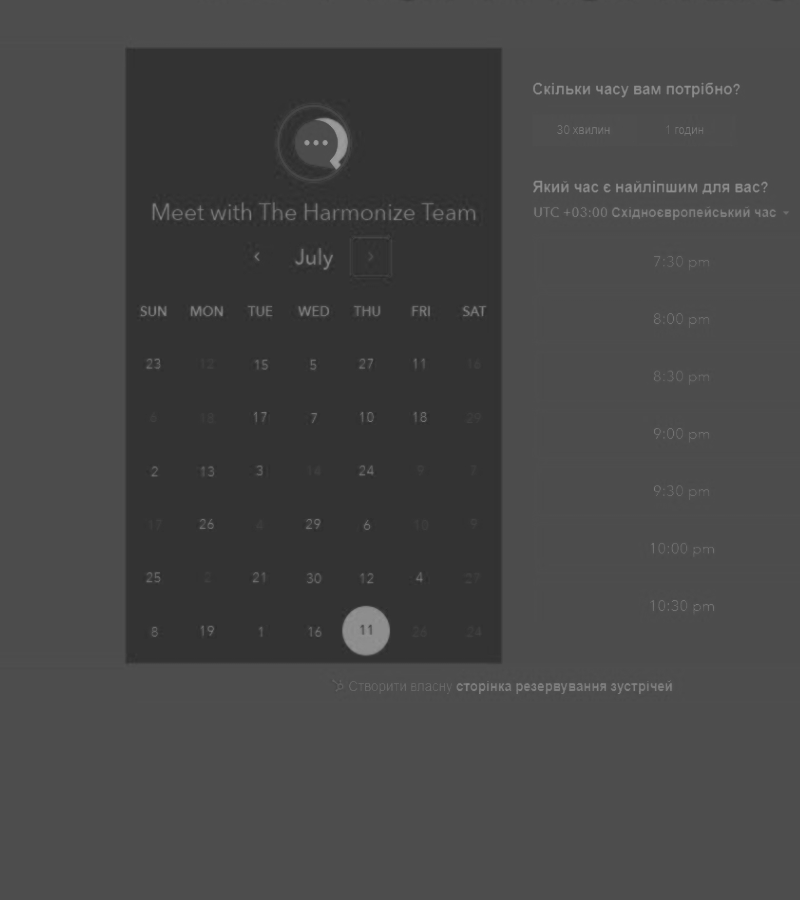 Meet with The Harmonize Team
‹ July ›
SUN MON TUE WED THU FRI SAT
23 12 15 5 27 11 16
6 18 17 7 10 18 29
2 13 3 14 24 9 7
17 26 4 29 6 10 9
25 2 21 30 12 4 27
8 19 1 16 11 26 24
Скільки часу вам потрібно?
30 хвилин 1 годин
Який час є найліпшим для вас?
UTC +03:00 Східноєвропейський час
7:30 pm
8:00 pm
8:30 pm
9:00 pm
9:30 pm
10:00 pm
10:30 pm
Створити власну сторінка резервування зустрічей